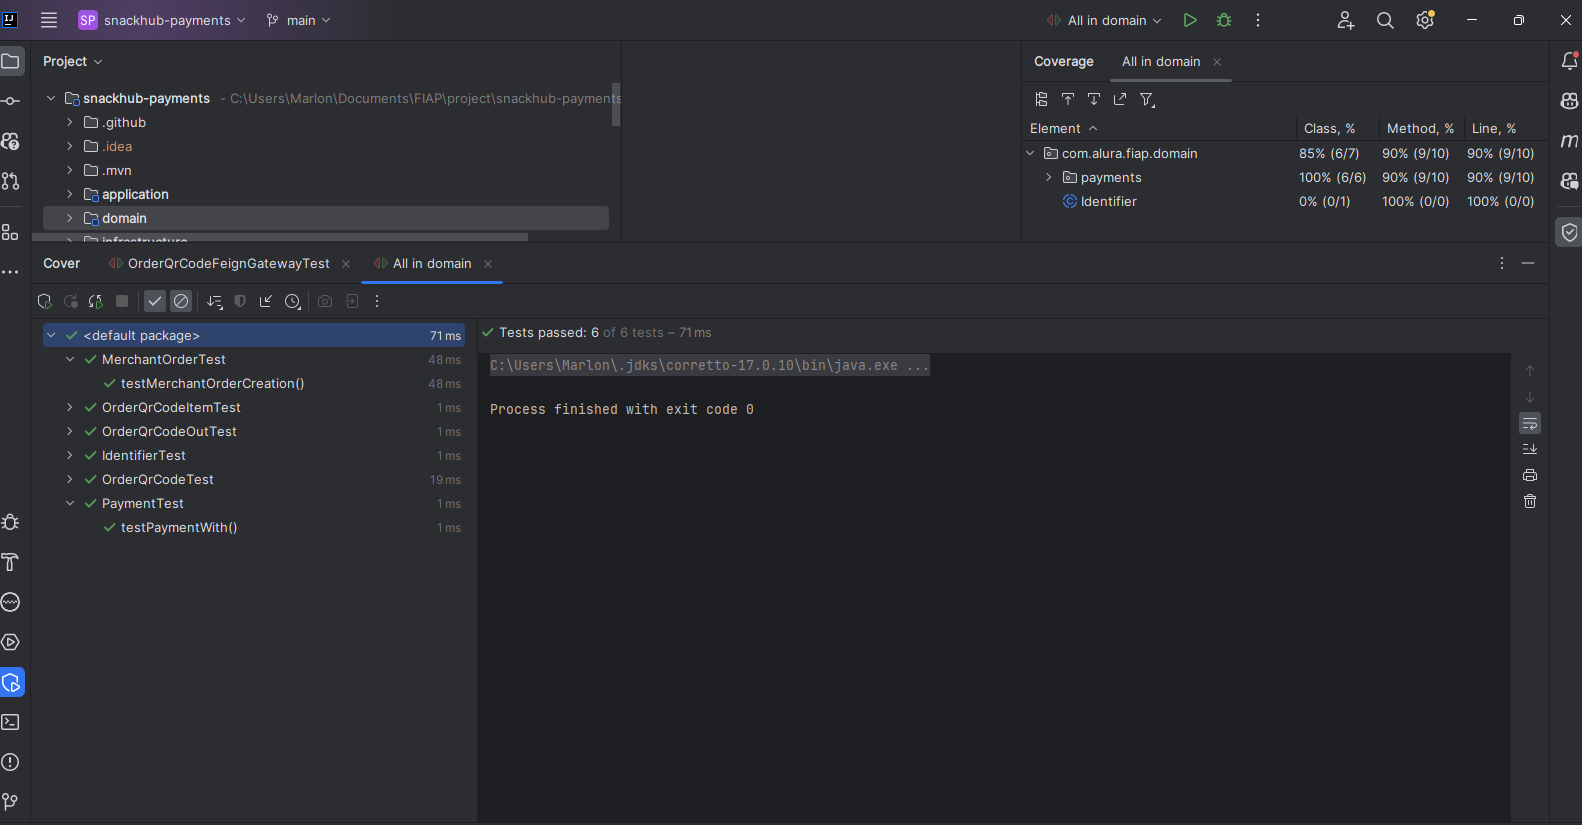 SP snackhub-payments main All in domain
Project
snackhub-payments - C:\Users\Marlon\Documents\FIAP\project\snackhub-payments
.github
.idea
.mvn
application
domain
infrastructure
Coverage All in domain
Element Class, % Method, % Line, %
com.alura.fiap.domain 85% (6/7) 90% (9/10) 90% (9/10)
payments 100% (6/6) 90% (9/10) 90% (9/10)
Identifier 0% (0/1) 100% (0/0) 100% (0/0)
Cover OrderQrCodeFeignGatewayTest All in domain
<default package> 71 ms
MerchantOrderTest 48 ms
testMerchantOrderCreation() 48 ms
OrderQrCodeItemTest 1 ms
OrderQrCodeOutTest 1 ms
IdentifierTest 1 ms
OrderQrCodeTest 19 ms
PaymentTest 1 ms
testPaymentWith() 1 ms
Tests passed: 6 of 6 tests – 71 ms
C:\Users\Marlon\.jdks\corretto-17.0.10\bin\java.exe ...
Process finished with exit code 0